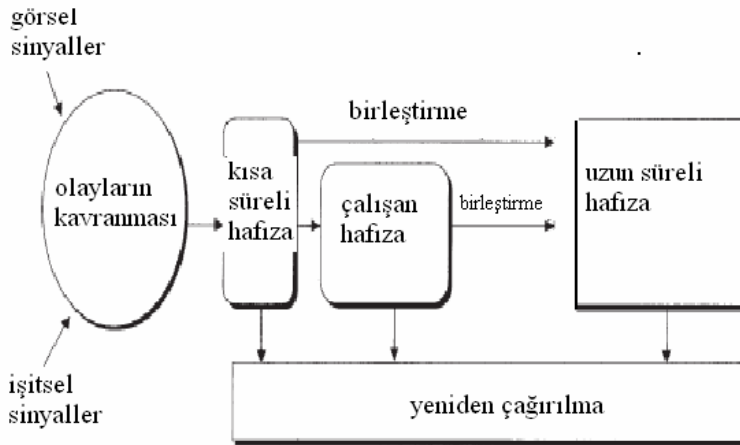 görsel
sinyaller
olayların
kavranması
işitsel
sinyaller
kısa
süreli
hafıza
birleştirme
çalışan
hafıza
birleştirme
uzun süreli
hafıza
yeniden çağırılma